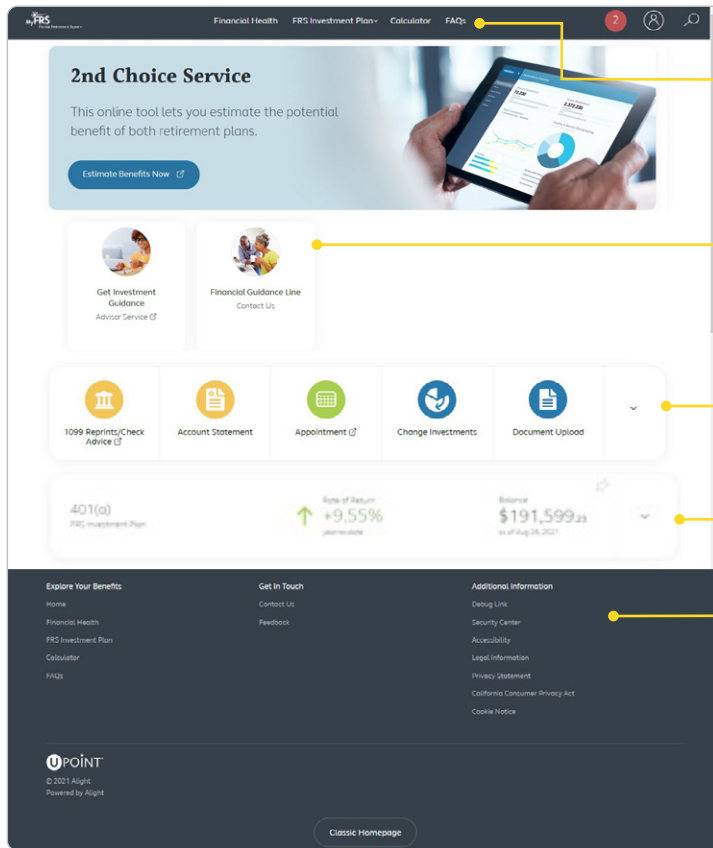 MyFRS
Florida Retirement System
Financial Health
FRS Investment Plan
Calculator
FAQs
2
2nd Choice Service
This online tool lets you estimate the potential
benefit of both retirement plans.
Estimate Benefits Now
Get Investment
Guidance
Advisor Service
Financial Guidance Line
Contact Us
1099 Reprints/Check
Advice
Account Statement
Appointment
Change Investments
Document Upload
401(a)
FRS Investment Plan
Rate of Return
+9.55%
year-to-date
Balance
$191,599.23
as of Aug 26, 2021
Explore Your Benefits
Home
Financial Health
FRS Investment Plan
Calculator
FAQs
Get In Touch
Contact Us
Feedback
Additional Information
Debug Link
Security Center
Accessibility
Legal Information
Privacy Statement
California Consumer Privacy Act
Cookie Notice
UPOINT
© 2021 Alight
Powered by Alight
Classic Homepage